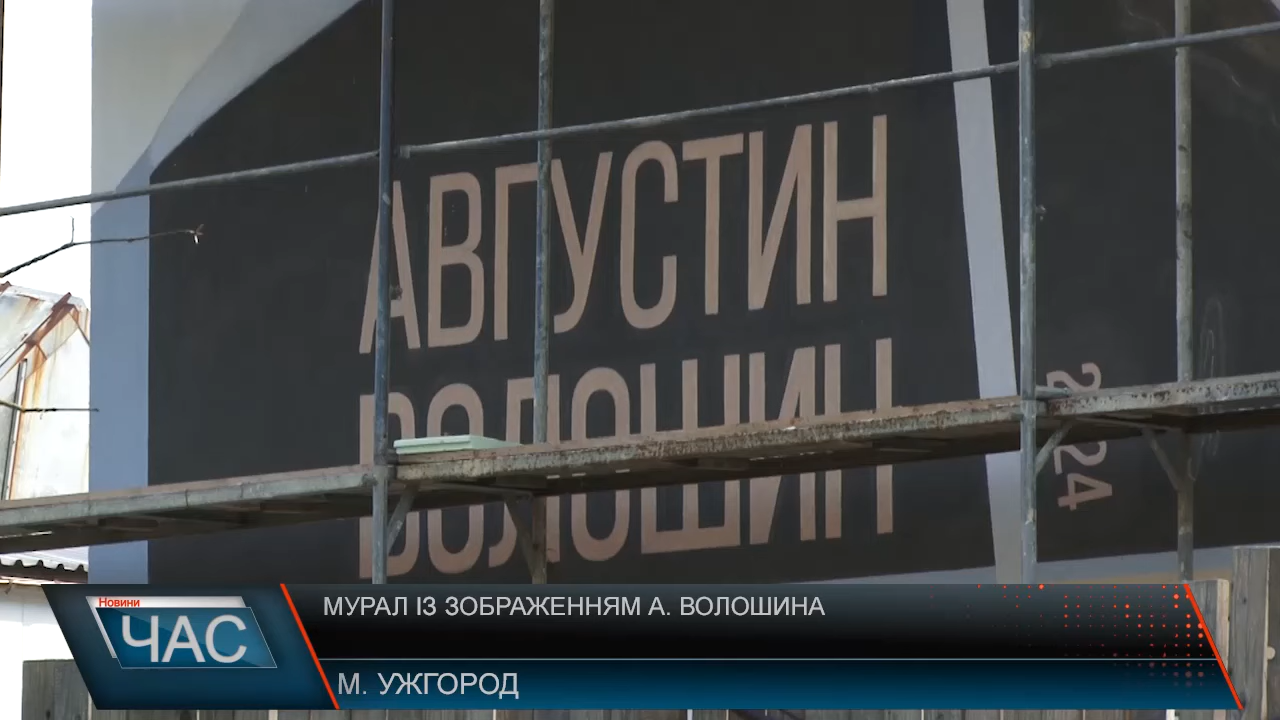 АВГУСТИН
ВОЛОШИН
2024
Новини
ЧАС
МУРАЛ ІЗ ЗОБРАЖЕННЯМ А. ВОЛОШИНА
М. УЖГОРОД